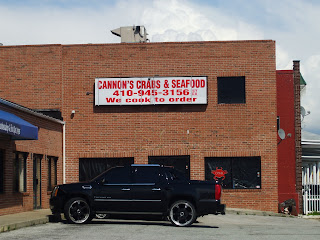 CANNON'S CRABS & SEAFOOD
410-945-3156
We cook to order